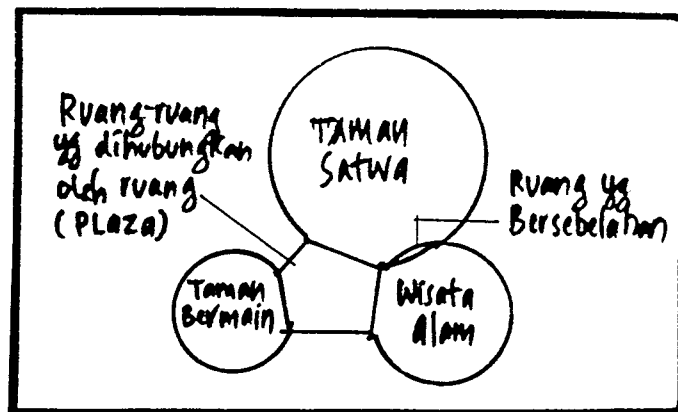 Ruang-ruang
yg dihubungkan
oleh ruang
(PLAZA)
TAMAN
SATWA
Ruang yg
Bersebelahan
Taman
Bermain
Wisata
Alam